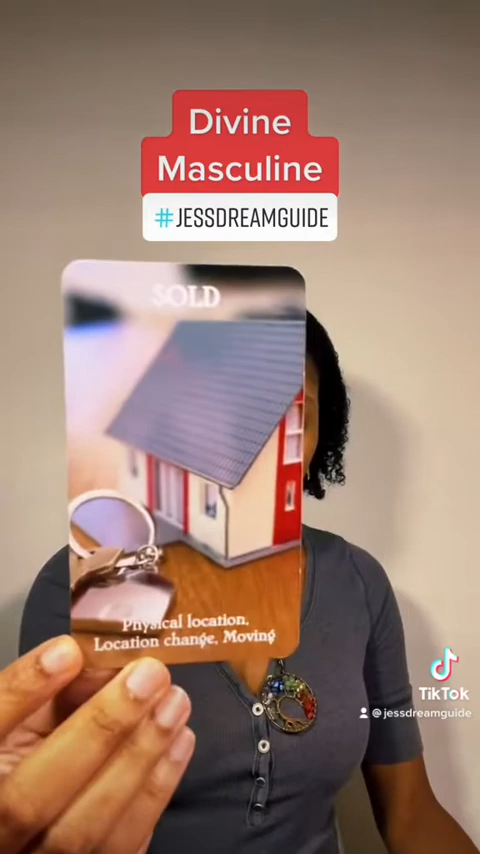 Divine
Masculine
#JESSDREAMGUIDE
SOLD
Physical location,
Location change, Moving
TikTok
@jessdreamguide